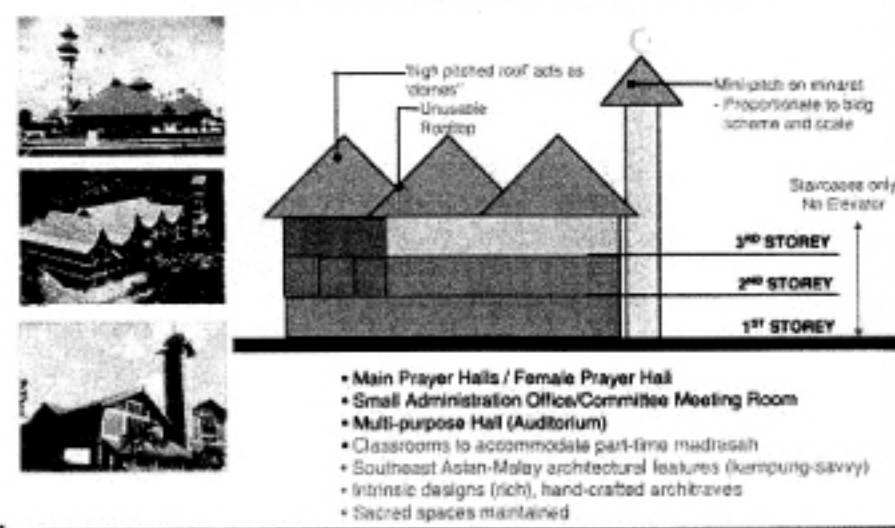 "high pitched roof" acts as
"domes"
Unusable
Rooftop
Mini-pitch on minaret
- Proportionate to bldg
scheme and scale
Staircases only
No Elevator
3RD STOREY
2ND STOREY
1ST STOREY
• Main Prayer Halls / Female Prayer Hall
• Small Administration Office/Committee Meeting Room
• Multi-purpose Hall (Auditorium)
• Classrooms to accommodate part-time madrasah
• Southeast Asian-Malay architectural features (kampung-savvy)
• Intrinsic designs (rich), hand-crafted architraves
• Sacred spaces maintained